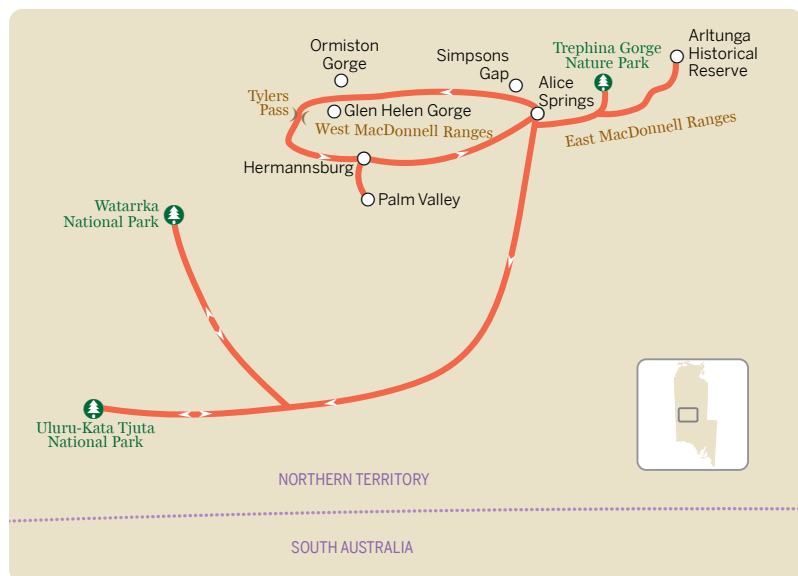 Ormiston
Gorge
Simpsons
Gap
Trephina Gorge
Nature Park
Arltunga
Historical
Reserve
Alice
Springs
Tylers
Pass
Glen Helen Gorge
West MacDonnell Ranges
East MacDonnell Ranges
Hermannsburg
Palm Valley
Watarrka
National Park
Uluru-Kata Tjuta
National Park
NORTHERN TERRITORY
SOUTH AUSTRALIA